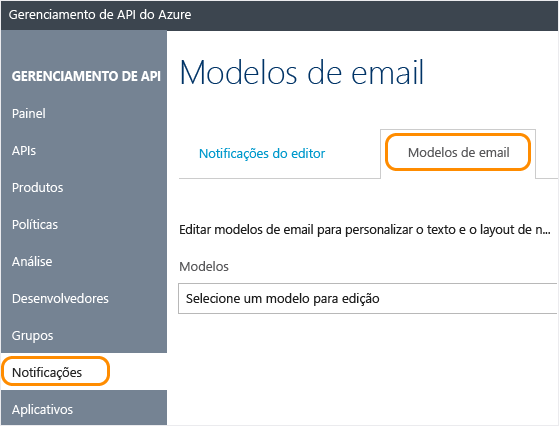 Gerenciamento de API do Azure
GERENCIAMENTO DE API
Painel
APIs
Produtos
Políticas
Análise
Desenvolvedores
Grupos
Notificações
Aplicativos
Modelos de email
Notificações do editor
Modelos de email
Editar modelos de email para personalizar o texto e o layout de n...
Modelos
Selecione um modelo para edição